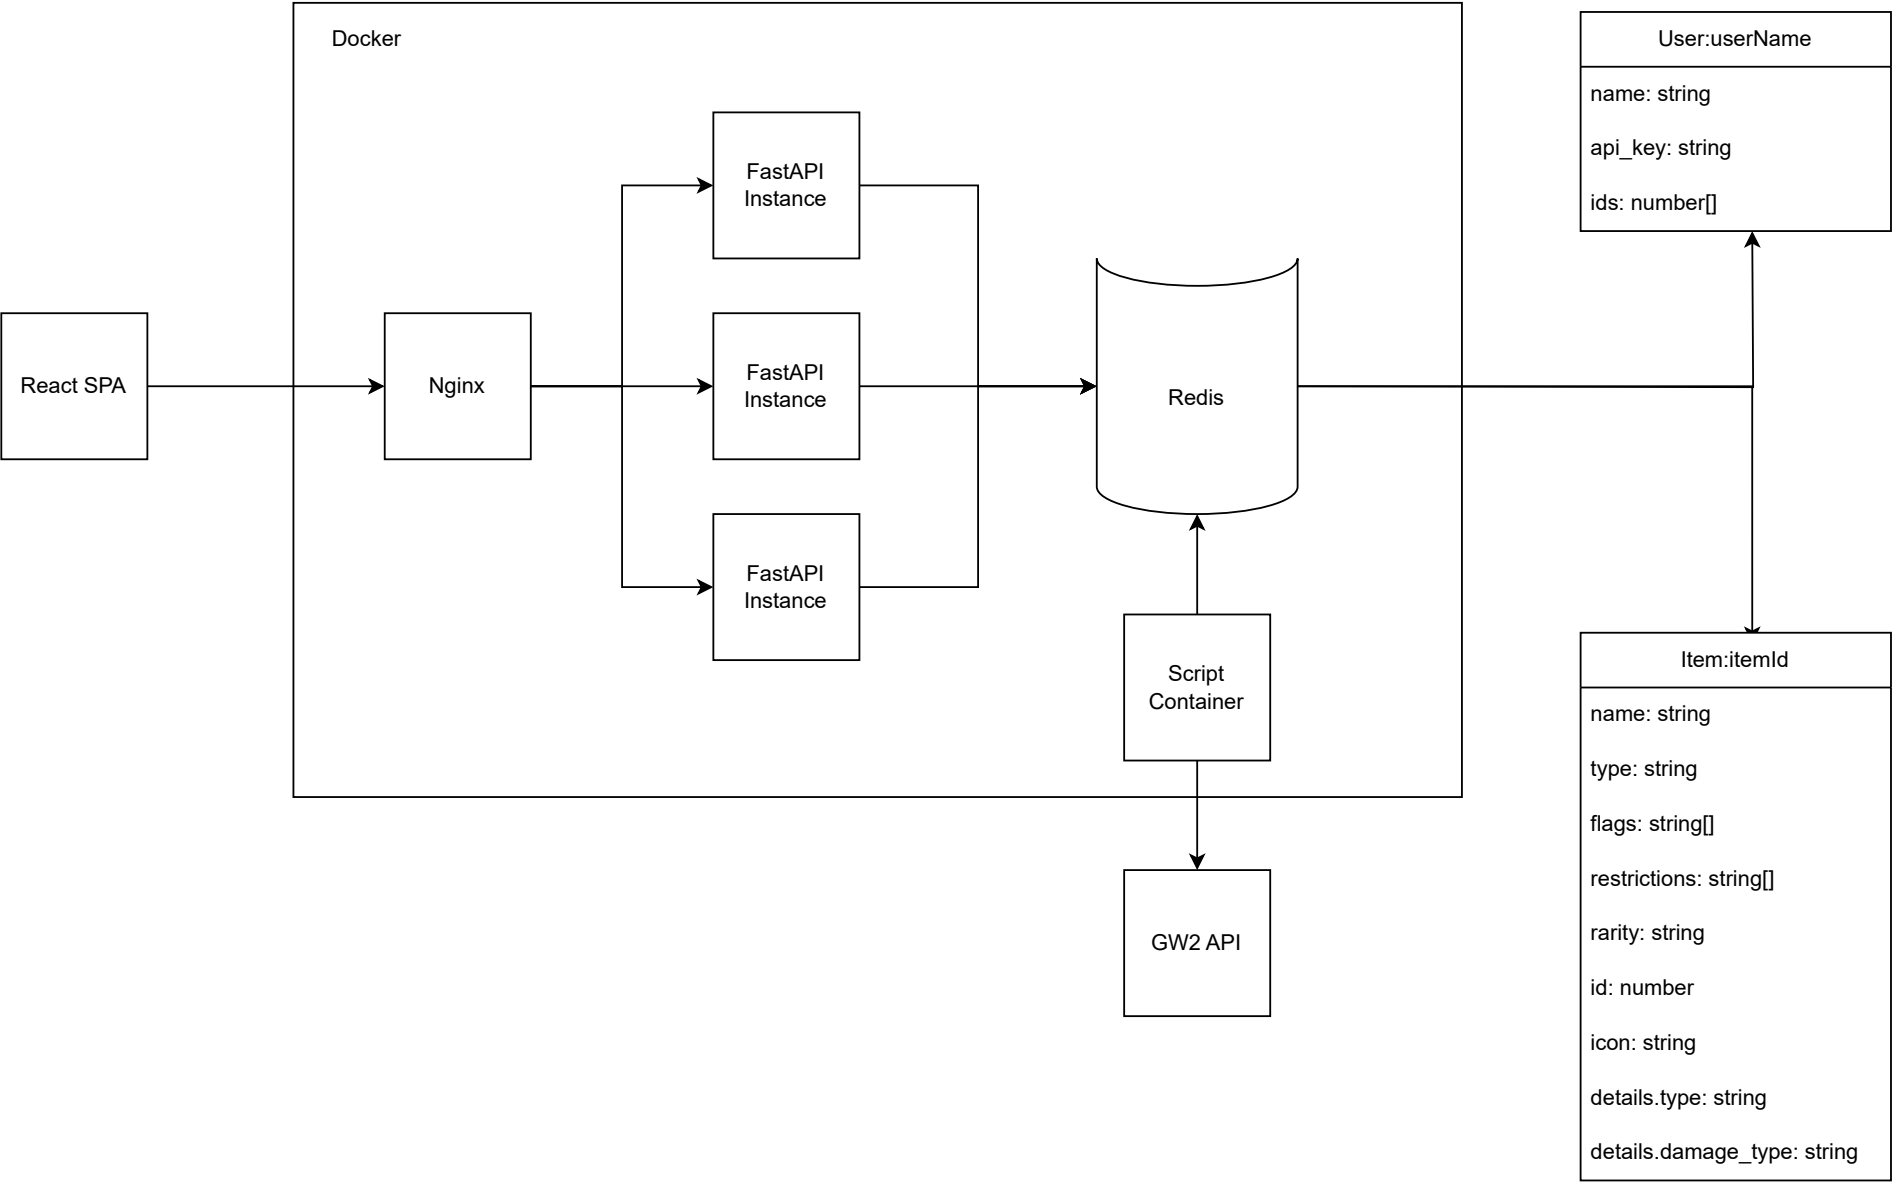 Docker
React SPA
Nginx
FastAPI
Instance
FastAPI
Instance
FastAPI
Instance
Redis
Script
Container
GW2 API
User:userName
name: string
api_key: string
ids: number[]
Item:itemId
name: string
type: string
flags: string[]
restrictions: string[]
rarity: string
id: number
icon: string
details.type: string
details.damage_type: string